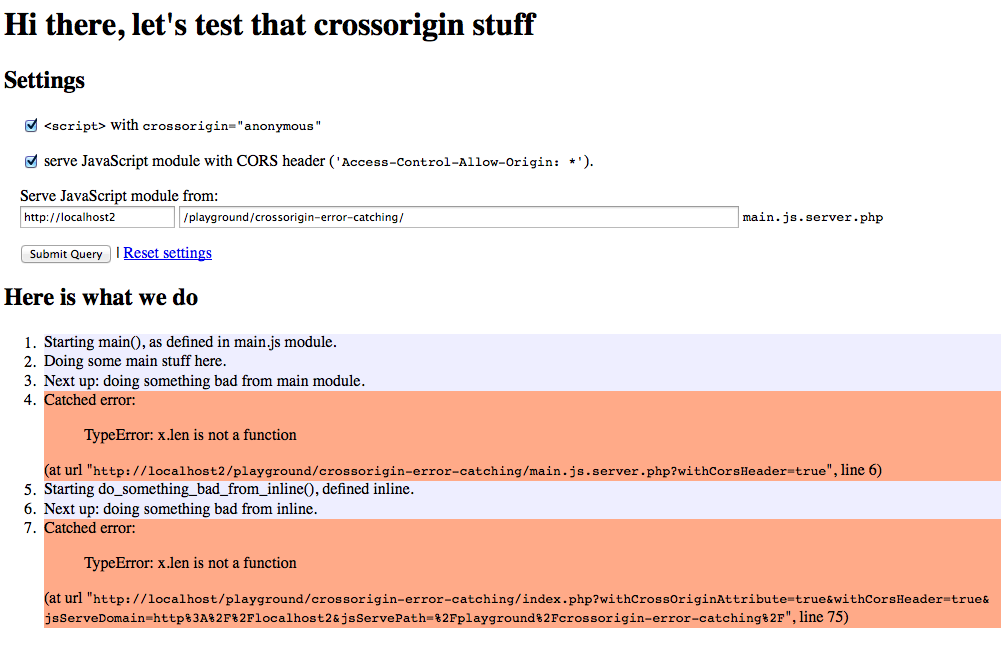 Hi there, let's test that crossorigin stuff
Settings
<script> with crossorigin="anonymous"
serve JavaScript module with CORS header ('Access-Control-Allow-Origin: *').
Serve JavaScript module from:
http://localhost2 /playground/crossorigin-error-catching/ main.js.server.php
Submit Query | Reset settings
Here is what we do
1. Starting main(), as defined in main.js module.
2. Doing some main stuff here.
3. Next up: doing something bad from main module.
4. Catched error:
TypeError: x.len is not a function
(at url "http://localhost2/playground/crossorigin-error-catching/main.js.server.php?withCorsHeader=true", line 6)
5. Starting do_something_bad_from_inline(), defined inline.
6. Next up: doing something bad from inline.
7. Catched error:
TypeError: x.len is not a function
(at url "http://localhost/playground/crossorigin-error-catching/index.php?withCrossOriginAttribute=true&withCorsHeader=true&
jsServeDomain=http%3A%2F%2Flocalhost2&jsServePath=%2Fplayground%2Fcrossorigin-error-catching%2F", line 75)